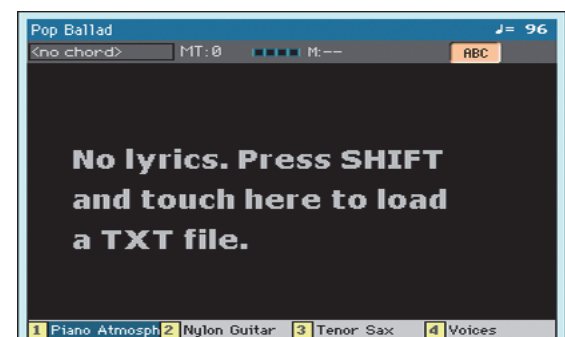 Pop Ballad ♩= 96
<no chord> MT:0 M:-- ABC
No lyrics. Press SHIFT
and touch here to load
a TXT file.
1 Piano Atmosph 2 Nylon Guitar 3 Tenor Sax 4 Voices